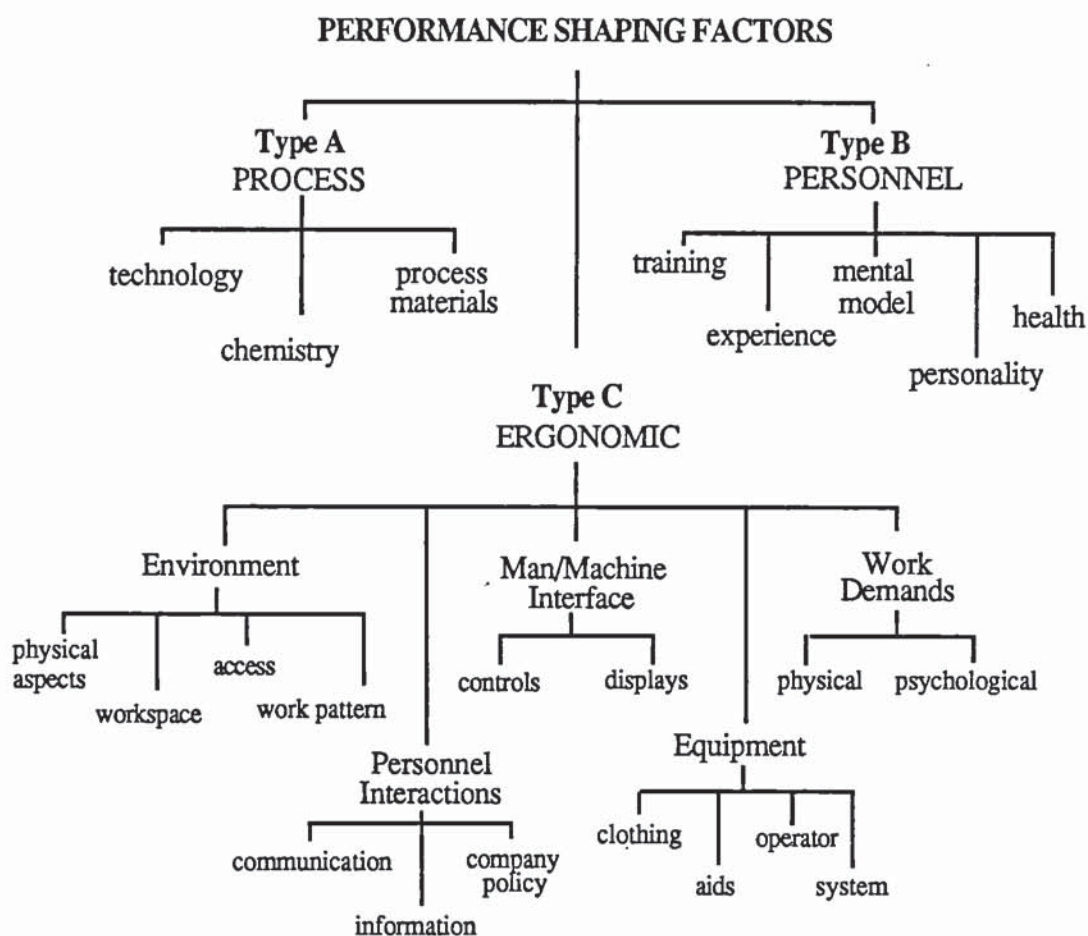 PERFORMANCE SHAPING FACTORS
Type A
PROCESS
technology
chemistry
process
materials
Type B
PERSONNEL
training
experience
mental
model
personality
health
Type C
ERGONOMIC
Environment
physical
aspects
workspace
access
work pattern
Personnel
Interactions
communication
information
company
policy
Man/Machine
Interface
controls
displays
Equipment
clothing
aids
operator
system
Work
Demands
physical
psychological